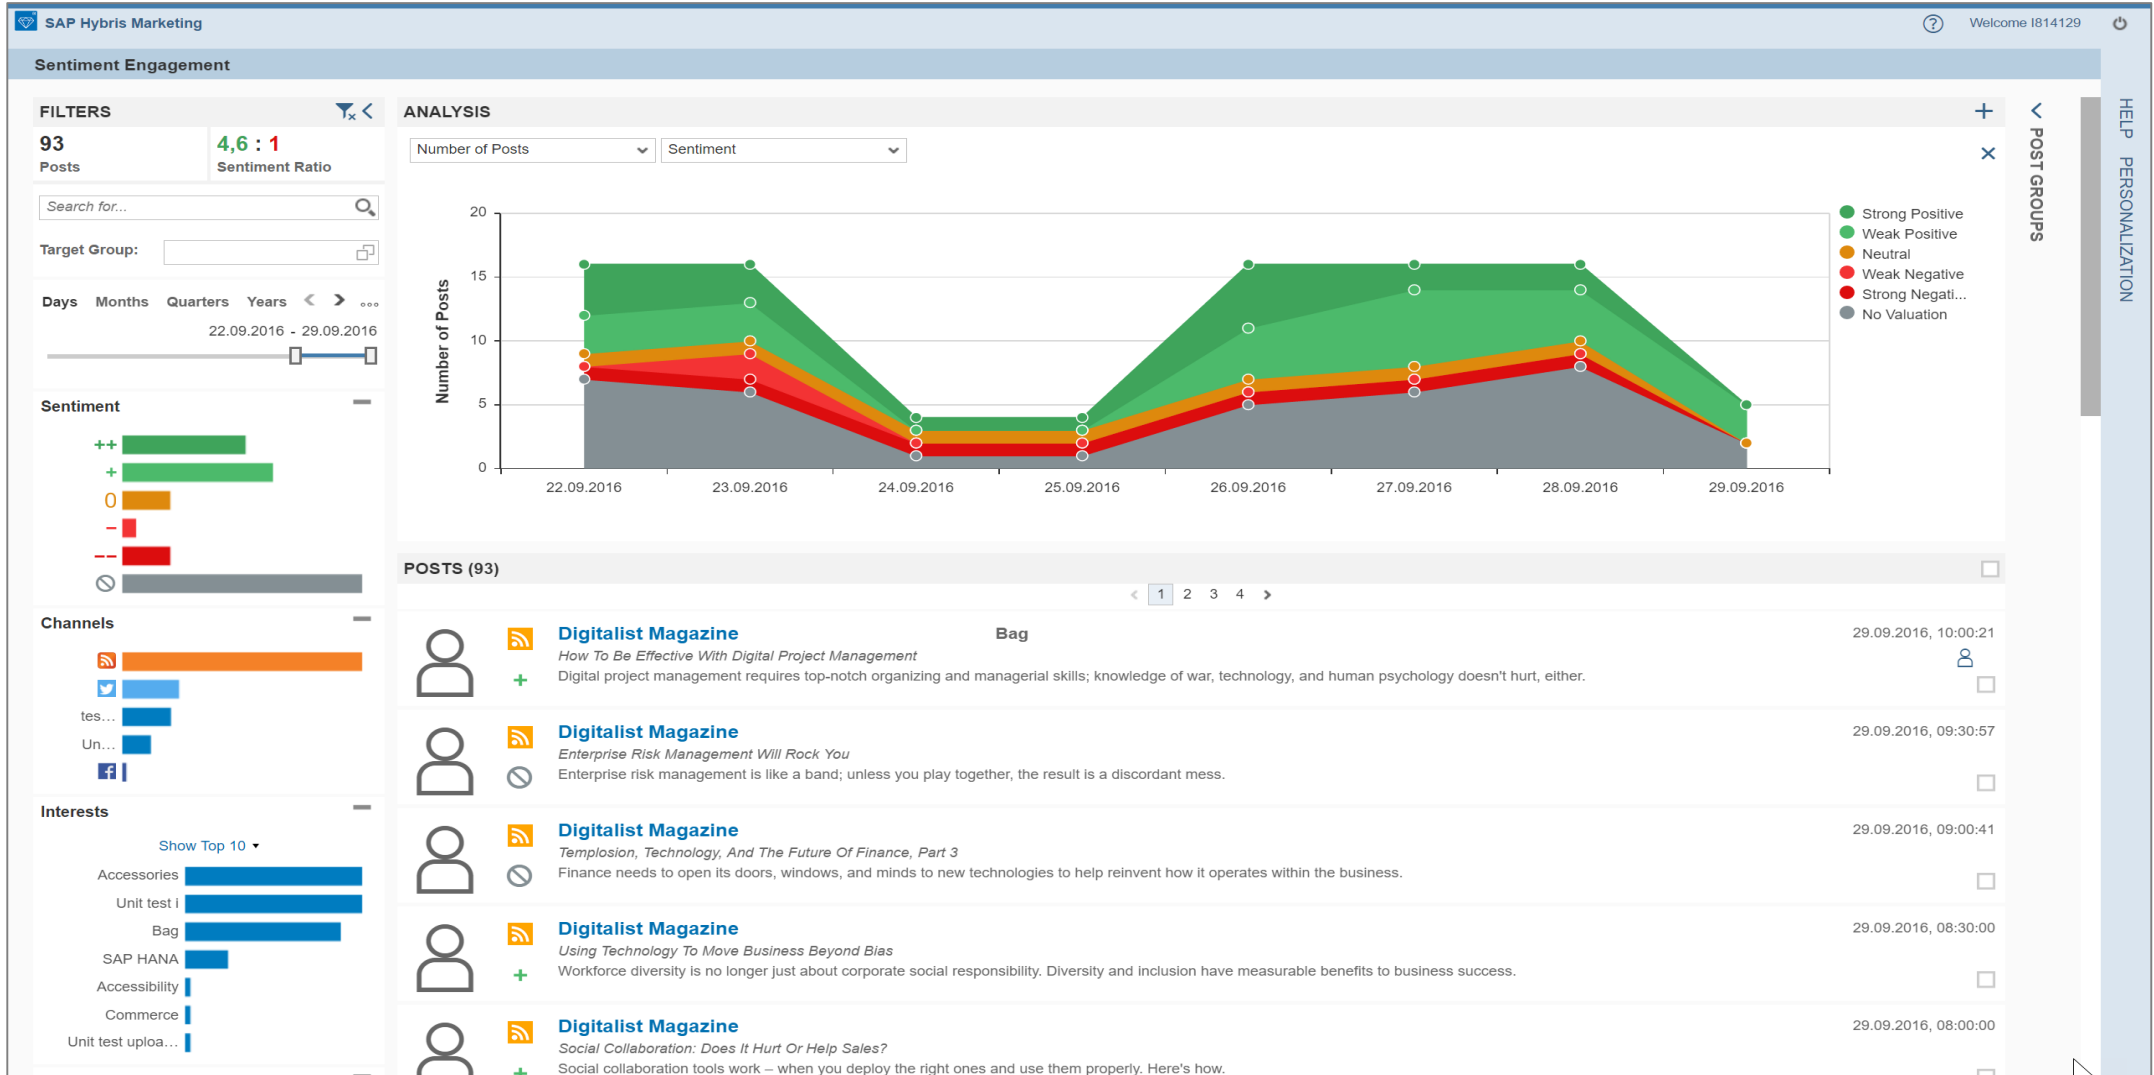 SAP Hybris Marketing
Welcome I814129
Sentiment Engagement
FILTERS
93
Posts
4,6 : 1
Sentiment Ratio
Search for...
Target Group:
Days Months Quarters Years
22.09.2016 - 29.09.2016
Sentiment
++
+
0
−
−−
Channels
tes...
Un...
Interests
Show Top 10
Accessories
Unit test i
Bag
SAP HANA
Accessibility
Commerce
Unit test uploa...
ANALYSIS
Number of Posts
Sentiment
Number of Posts
20
15
10
5
0
22.09.2016 23.09.2016 24.09.2016 25.09.2016 26.09.2016 27.09.2016 28.09.2016 29.09.2016
Strong Positive
Weak Positive
Neutral
Weak Negative
Strong Negati...
No Valuation
POSTS (93)
1 2 3 4
Digitalist Magazine Bag 29.09.2016, 10:00:21
How To Be Effective With Digital Project Management
Digital project management requires top-notch organizing and managerial skills; knowledge of war, technology, and human psychology doesn't hurt, either.
Digitalist Magazine 29.09.2016, 09:30:57
Enterprise Risk Management Will Rock You
Enterprise risk management is like a band; unless you play together, the result is a discordant mess.
Digitalist Magazine 29.09.2016, 09:00:41
Templosion, Technology, And The Future Of Finance, Part 3
Finance needs to open its doors, windows, and minds to new technologies to help reinvent how it operates within the business.
Digitalist Magazine 29.09.2016, 08:30:00
Using Technology To Move Business Beyond Bias
Workforce diversity is no longer just about corporate social responsibility. Diversity and inclusion have measurable benefits to business success.
Digitalist Magazine 29.09.2016, 08:00:00
Social Collaboration: Does It Hurt Or Help Sales?
Social collaboration tools work – when you deploy the right ones and use them properly. Here's how.
POST GROUPS
HELP PERSONALIZATION